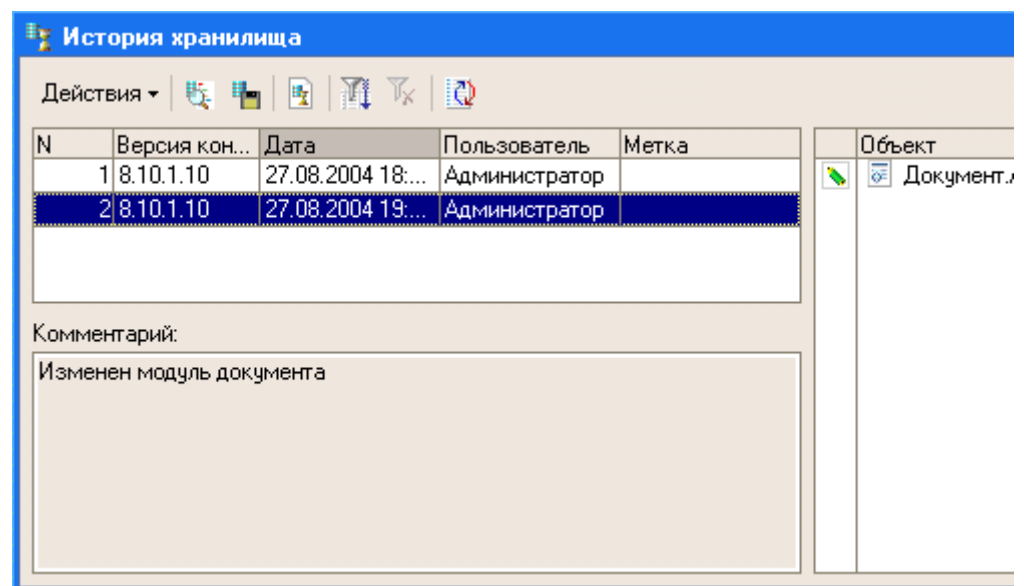 История хранилища
Действия
N Версия кон... Дата Пользователь Метка Объект
1 8.10.1.10 27.08.2004 18:... Администратор Документ.
2 8.10.1.10 27.08.2004 19:... Администратор
Комментарий:
Изменен модуль документа